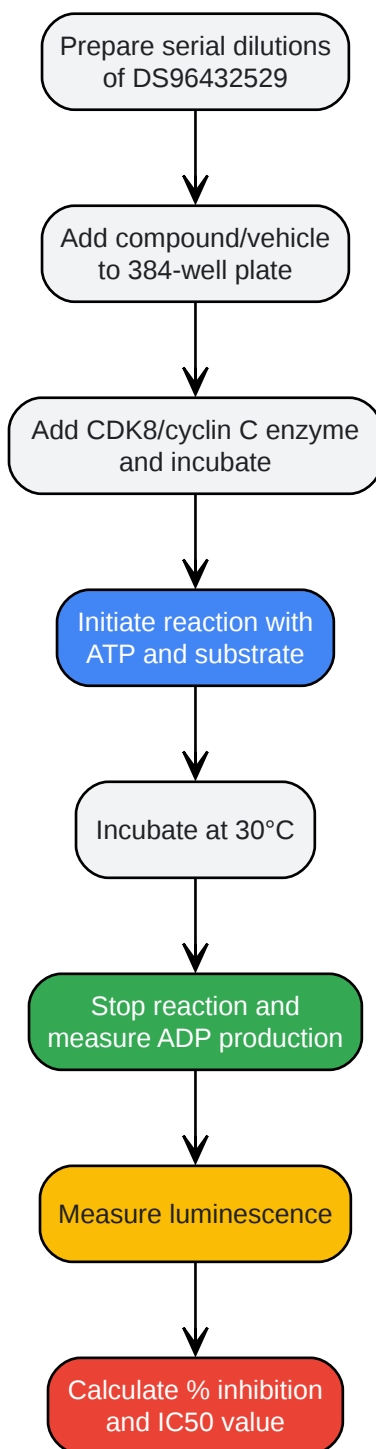 Prepare serial dilutions
of DS96432529
Add compound/vehicle
to 384-well plate
Add CDK8/cyclin C enzyme
and incubate
Initiate reaction with
ATP and substrate
Incubate at 30°C
Stop reaction and
measure ADP production
Measure luminescence
Calculate % inhibition
and IC50 value